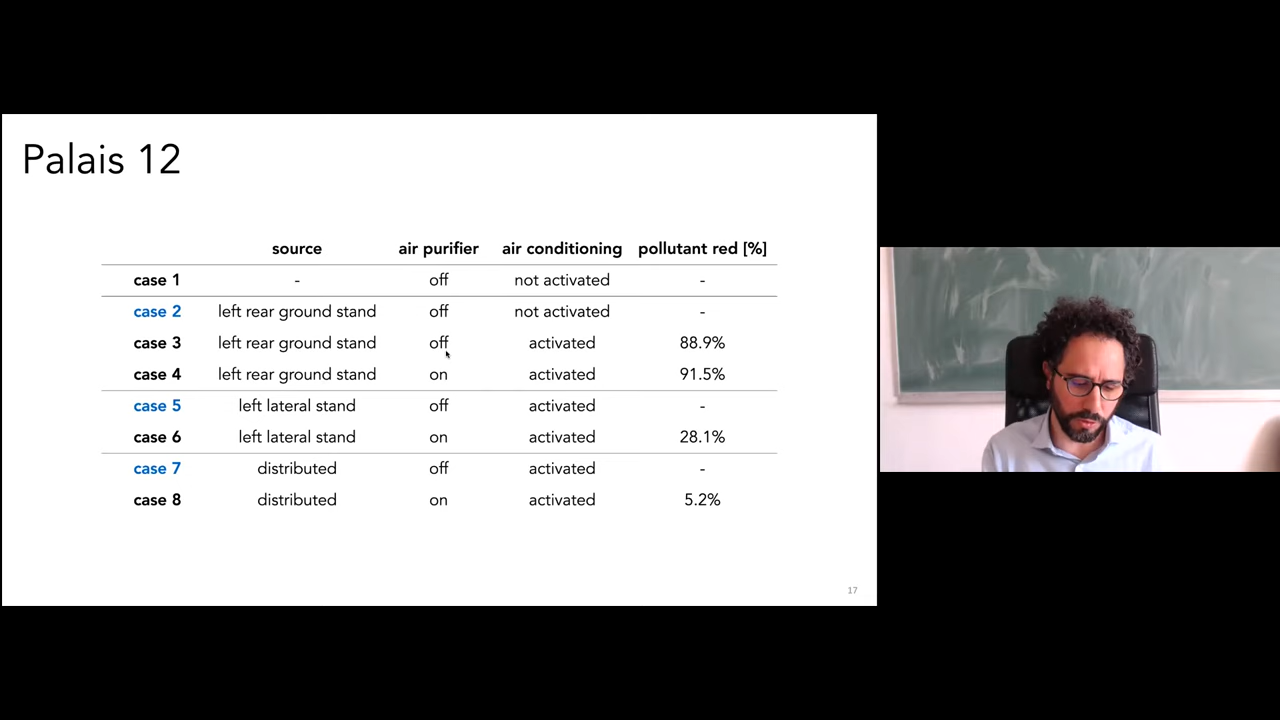 Palais 12
source air purifier air conditioning pollutant red [%]
case 1 - off not activated -
case 2 left rear ground stand off not activated -
case 3 left rear ground stand off activated 88.9%
case 4 left rear ground stand on activated 91.5%
case 5 left lateral stand off activated -
case 6 left lateral stand on activated 28.1%
case 7 distributed off activated -
case 8 distributed on activated 5.2%
17